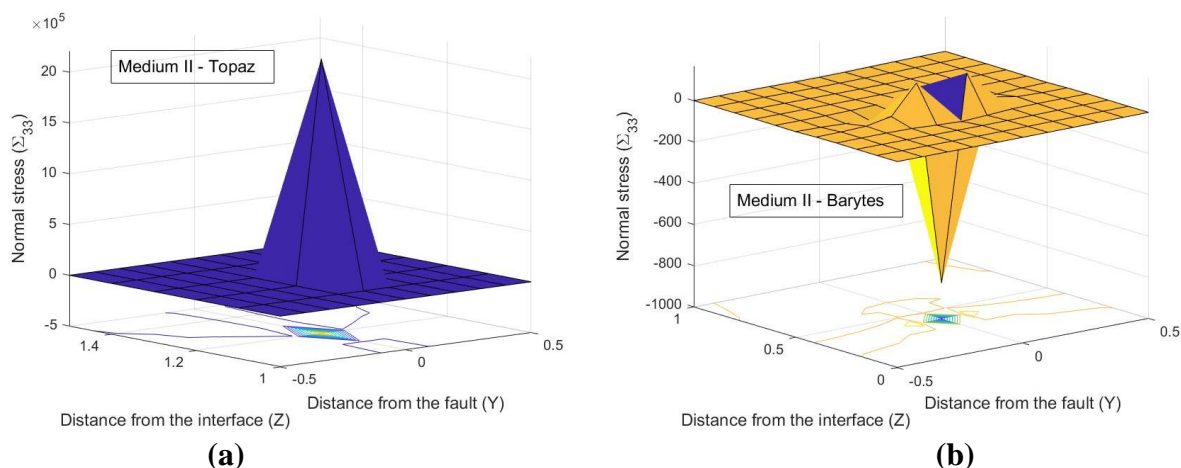 ×10⁵
20
15
10
5
0
-5
Normal stress (Σ₃₃)
Medium II - Topaz
1.4
1.2
1
-0.5
0
0.5
Distance from the interface (Z)
Distance from the fault (Y)
(a)
0
-200
-400
-600
-800
-1000
Normal stress (Σ₃₃)
Medium II - Barytes
1
0.5
0
-0.5
0
0.5
Distance from the interface (Z)
Distance from the fault (Y)
(b)